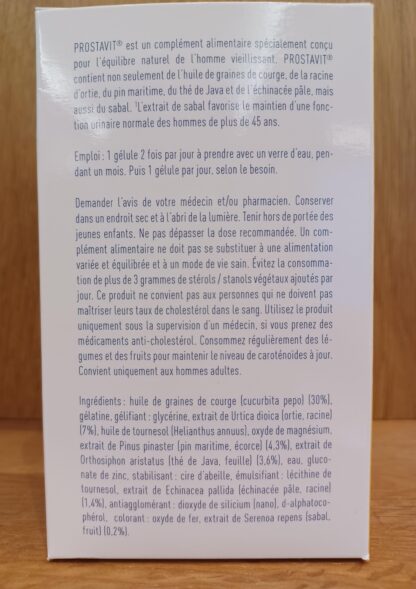 PROSTAVIT® est un complément alimentaire spécialement conçu
pour l'équilibre naturel de l'homme vieillissant. PROSTAVIT®
contient non seulement de l'huile de graines de courge, de la racine
d'ortie, du pin maritime, du thé de Java et de l'échinacée pâle, mais
aussi du sabal. ¹L'extrait de sabal favorise le maintien d'une fonc-
tion urinaire normale des hommes de plus de 45 ans.
Emploi : 1 gélule 2 fois par jour à prendre avec un verre d'eau, pen-
dant un mois. Puis 1 gélule par jour, selon le besoin.
Demander l'avis de votre médecin et/ou pharmacien. Conserver
dans un endroit sec et à l'abri de la lumière. Tenir hors de portée des
jeunes enfants. Ne pas dépasser la dose recommandée. Un com-
plément alimentaire ne doit pas se substituer à une alimentation
variée et équilibrée et à un mode de vie sain. Évitez la consomma-
tion de plus de 3 grammes de stérols / stanols végétaux ajoutés par
jour. Ce produit ne convient pas aux personnes qui ne doivent pas
maîtriser leurs taux de cholestérol dans le sang. Utilisez le produit
uniquement sous la supervision d'un médecin, si vous prenez des
médicaments anti-cholestérol. Consommez régulièrement des lé-
gumes et des fruits pour maintenir le niveau de caroténoïdes à jour.
Convient uniquement aux hommes adultes.
Ingrédients : huile de graines de courge (cucurbita pepo) (30%),
gélatine, gélifiant : glycérine, extrait de Urtica dioica (ortie, racine)
(7%), huile de tournesol (Helianthus annuus), oxyde de magnésium,
extrait de Pinus pinaster (pin maritime, écorce) (4,3%), extrait de
Orthosiphon aristatus (thé de Java, feuille) (3,6%), eau, gluco-
nate de zinc, stabilisant : cire d'abeille, émulsifiant : lécithine de
tournesol, extrait de Echinacea pallida (échinacée pâle, racine)
(1,4%), antiagglomérant : dioxyde de silicium (nano), d-alphatoco-
phérol, colorant : oxyde de fer, extrait de Serenoa repens (sabal,
fruit) (0,2%).